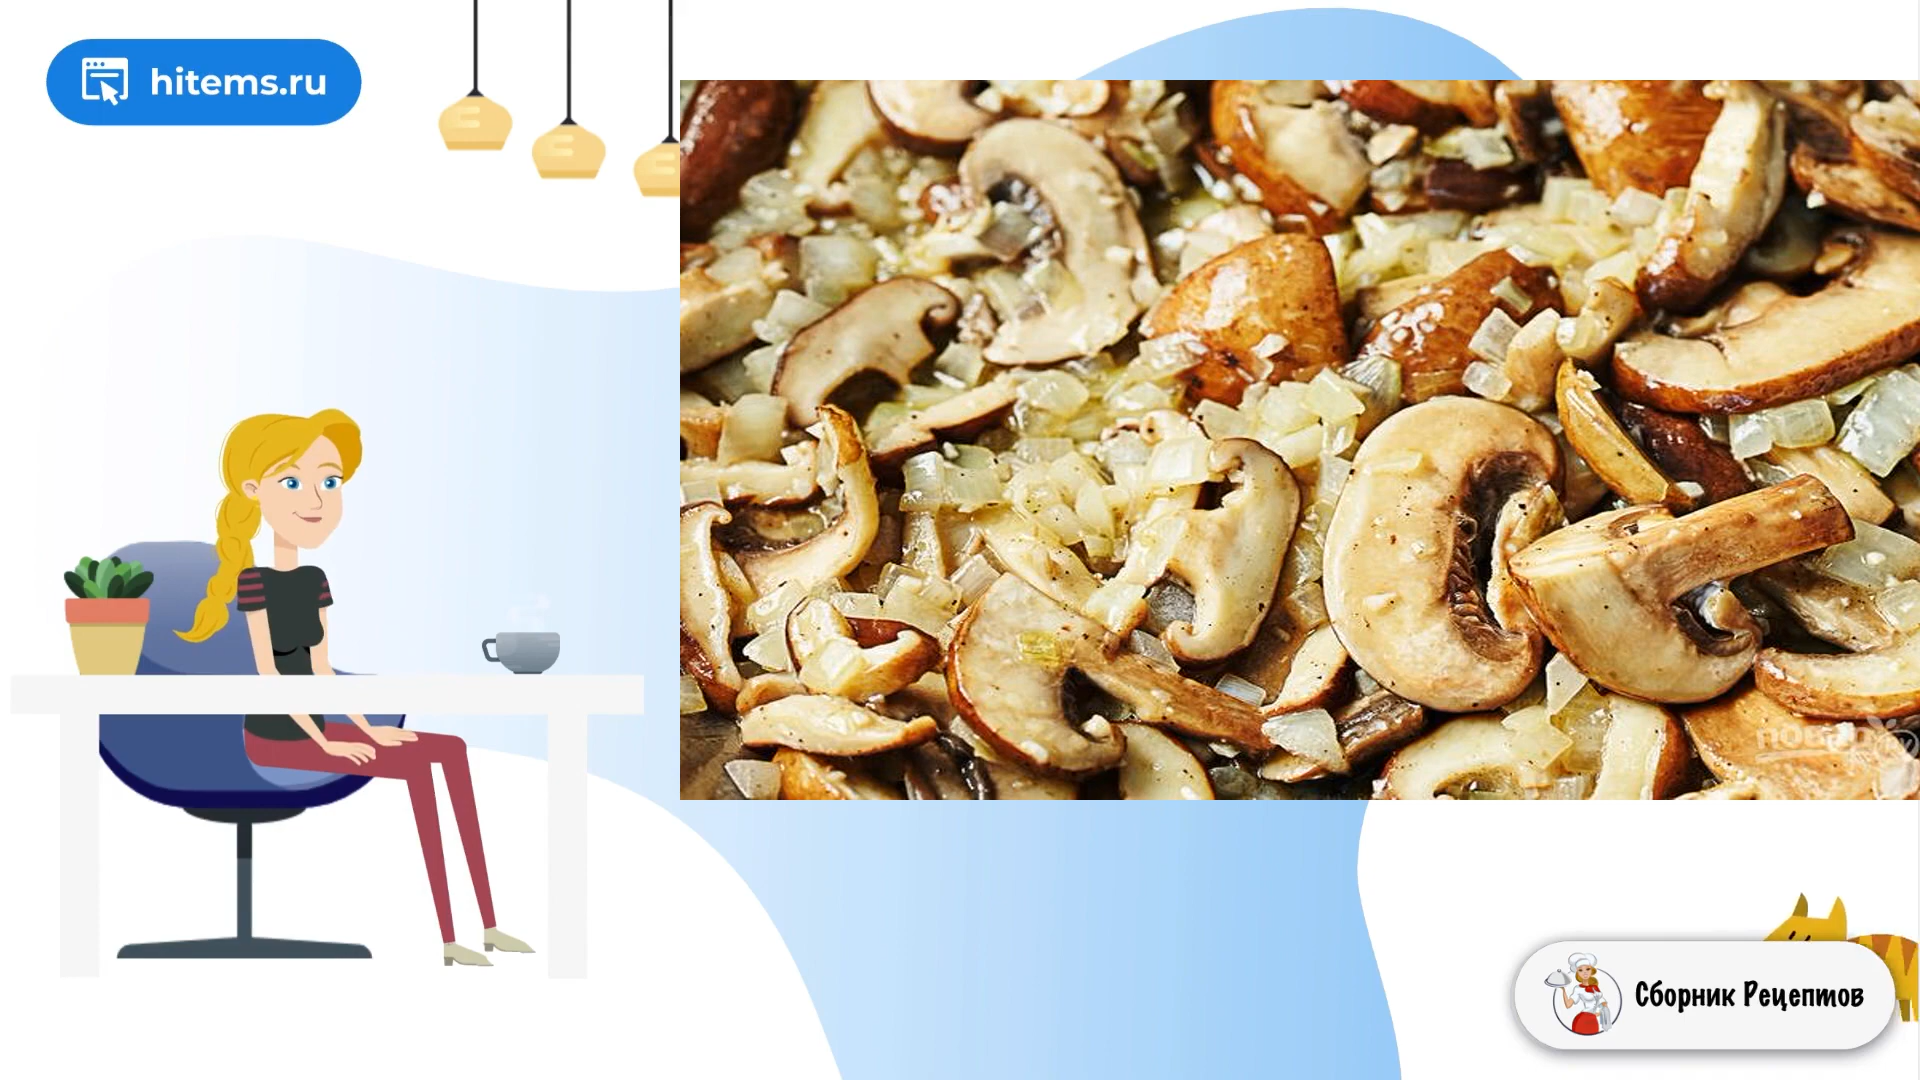 hitems.ru
Сборник Рецептов